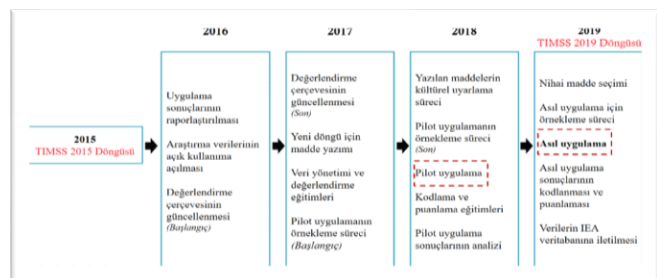 2015
TIMSS 2015 Döngüsü
2016
Uygulama
sonuçlarının
raporlaştırılması
Araştırma verilerinin
açık kullanıma
açılması
Değerlendirme
çerçevesinin
güncellenmesi
(Başlangıç)
2017
Değerlendirme
çerçevesinin
güncellenmesi
(Son)
Yeni döngü için
madde yazımı
Veri yönetimi ve
değerlendirme
eğitimleri
Pilot uygulamanın
örnekleme süreci
(Başlangıç)
2018
Yazılan maddelerin
kültürel uyarlama
süreci
Pilot uygulamanın
örnekleme süreci
(Son)
Pilot uygulama
Kodlama ve
puanlama eğitimleri
Pilot uygulama
sonuçlarının analizi
2019
TIMSS 2019 Döngüsü
Nihai madde seçimi
Asıl uygulama için
örnekleme süreci
Asıl uygulama
Asıl uygulama
sonuçlarının
kodlanması ve
puanlaması
Verilerin IEA
veritabanına iletilmesi